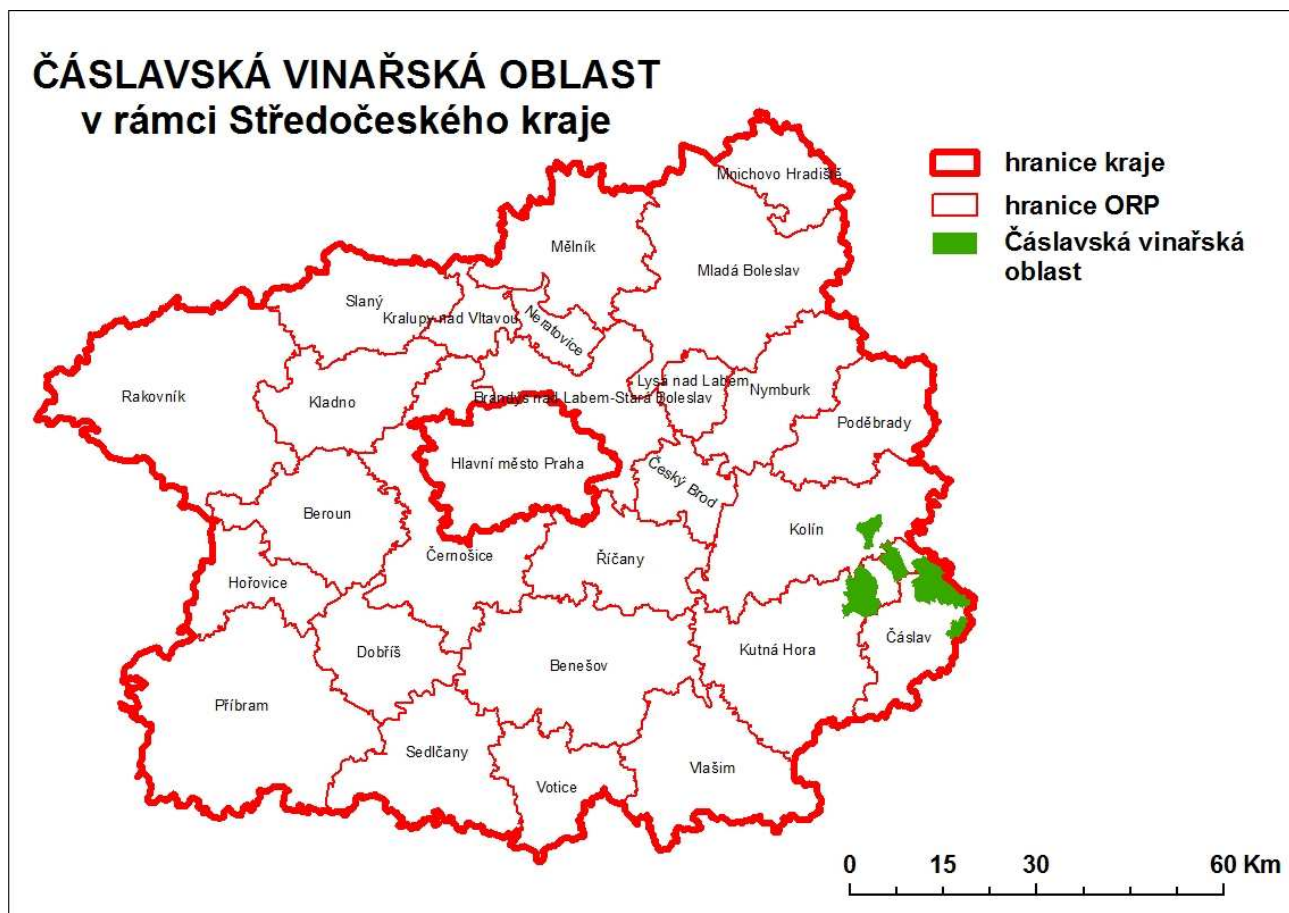 ČÁSLAVSKÁ VINAŘSKÁ OBLAST
v rámci Středočeského kraje
hranice kraje
hranice ORP
Čáslavská vinařská
oblast
Mnichovo Hradiště
Mělník
Mladá Boleslav
Slaný
Kralupy nad Vltavou
Neratovice
Rakovník
Kladno
Lysá nad Labem
Nymburk
Brandýs nad Labem-Stará Boleslav
Poděbrady
Hlavní město Praha
Český Brod
Beroun
Kolín
Černošice
Říčany
Hořovice
Čáslav
Dobříš
Benešov
Kutná Hora
Příbram
Sedlčany
Votice
Vlašim
0 15 30 60 Km